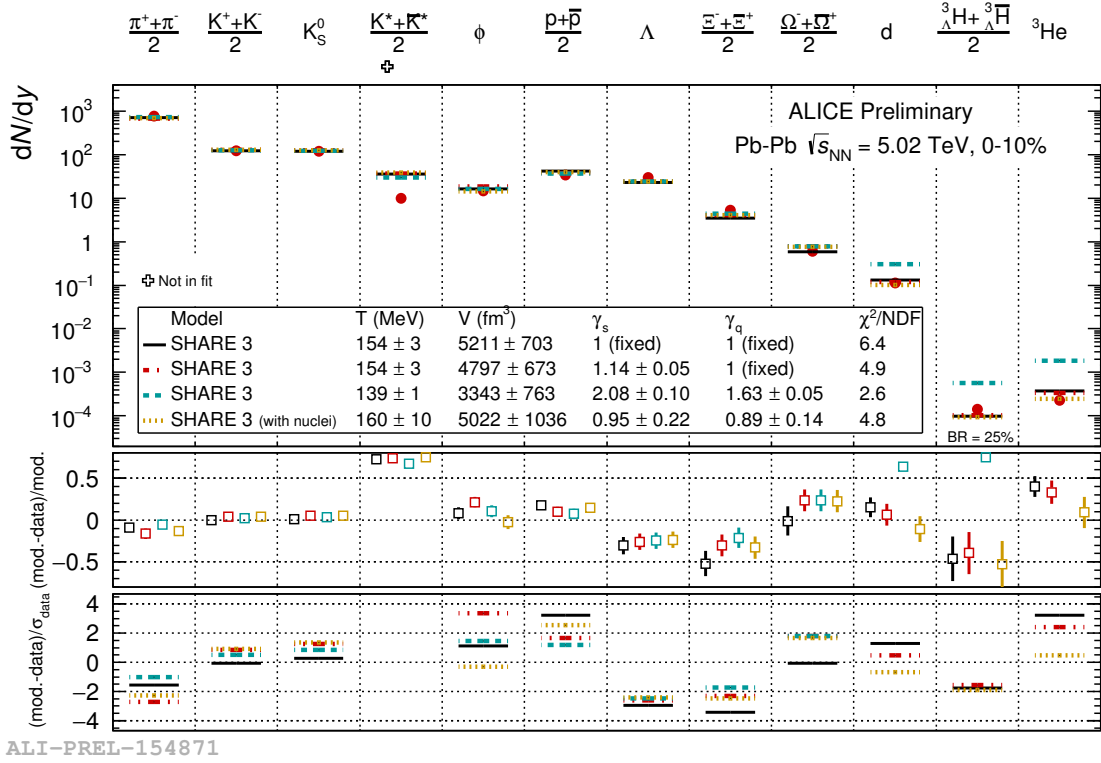 π⁺+π⁻ K⁺+K⁻ K*+K̅* p+p̅ Ξ⁻+Ξ̅⁺ Ω⁻+Ω̅⁺ ³ΛH+ ³ΛH̅
2 2 K⁰S 2 ϕ 2 Λ 2 2 d 2 ³He
dN/dy
10³
10²
10
1
10⁻¹
10⁻²
10⁻³
10⁻⁴
ALICE Preliminary
Pb-Pb √sNN = 5.02 TeV, 0-10%
Not in fit
Model T (MeV) V (fm³) γs γq χ²/NDF
SHARE 3 154 ± 3 5211 ± 703 1 (fixed) 1 (fixed) 6.4
SHARE 3 154 ± 3 4797 ± 673 1.14 ± 0.05 1 (fixed) 4.9
SHARE 3 139 ± 1 3343 ± 763 2.08 ± 0.10 1.63 ± 0.05 2.6
SHARE 3 (with nuclei) 160 ± 10 5022 ± 1036 0.95 ± 0.22 0.89 ± 0.14 4.8
BR = 25%
(mod.-data)/mod.
0.5
0
−0.5
(mod.-data)/σdata
4
2
0
−2
−4
ALI-PREL-154871